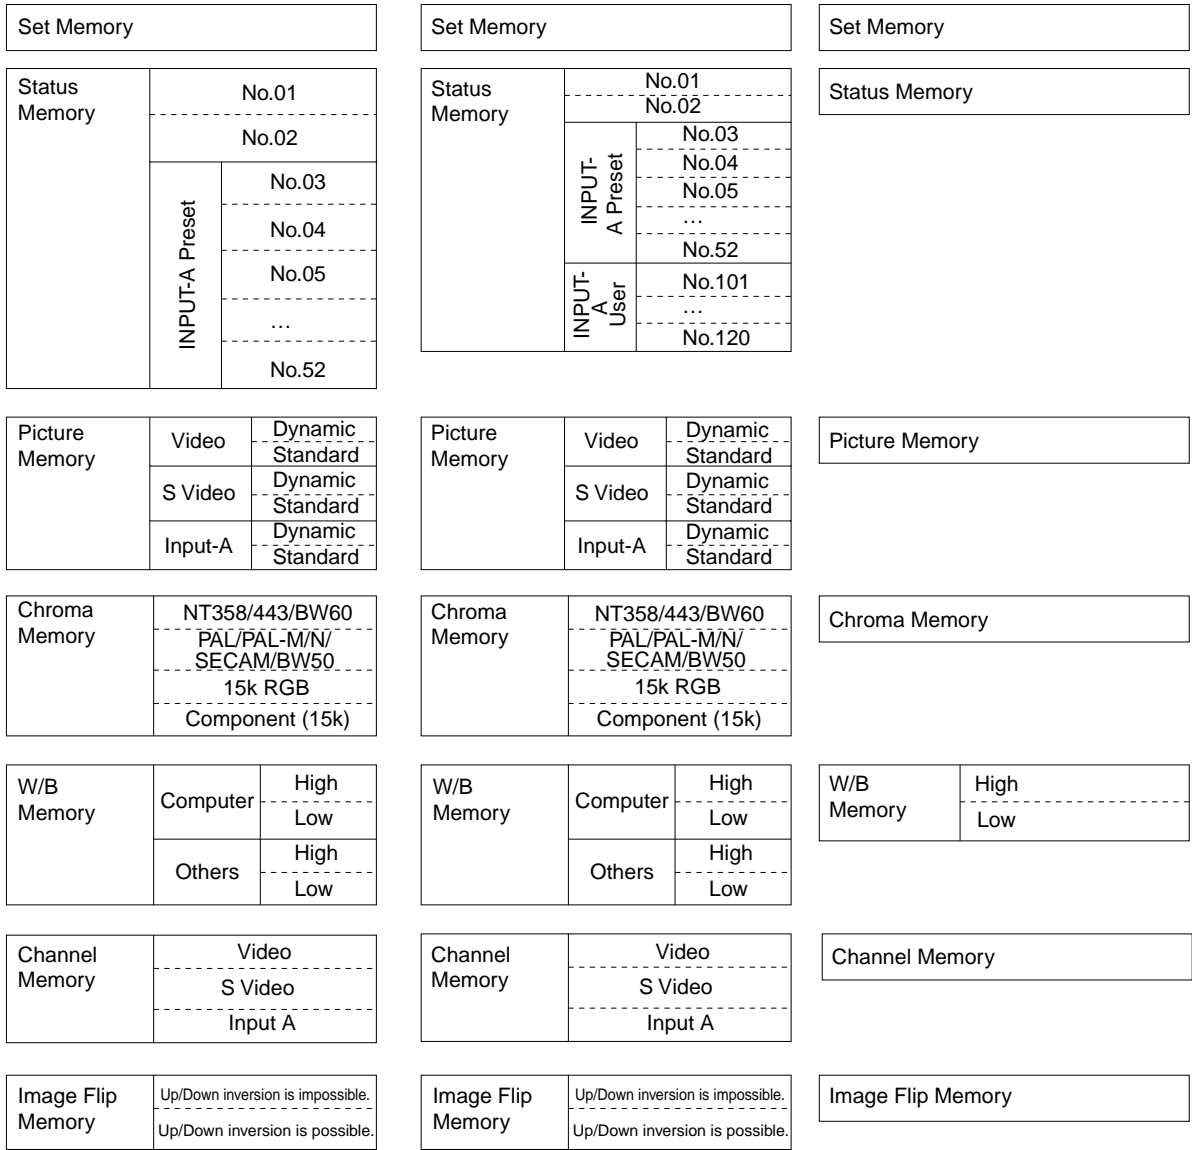 Set Memory
Status
Memory
No.01
No.02
INPUT-A Preset
No.03
No.04
No.05
…
No.52
Picture
Memory
Video
Dynamic
Standard
S Video
Dynamic
Standard
Input-A
Dynamic
Standard
Chroma
Memory
NT358/443/BW60
PAL/PAL-M/N/
SECAM/BW50
15k RGB
Component (15k)
W/B
Memory
Computer
High
Low
Others
High
Low
Channel
Memory
Video
S Video
Input A
Image Flip
Memory
Up/Down inversion is impossible.
Up/Down inversion is possible.
Set Memory
Status
Memory
No.01
No.02
INPUT-
A Preset
No.03
No.04
No.05
…
No.52
INPUT-
A
User
No.101
…
No.120
Picture
Memory
Video
Dynamic
Standard
S Video
Dynamic
Standard
Input-A
Dynamic
Standard
Chroma
Memory
NT358/443/BW60
PAL/PAL-M/N/
SECAM/BW50
15k RGB
Component (15k)
W/B
Memory
Computer
High
Low
Others
High
Low
Channel
Memory
Video
S Video
Input A
Image Flip
Memory
Up/Down inversion is impossible.
Up/Down inversion is possible.
Set Memory
Status Memory
Picture Memory
Chroma Memory
W/B
Memory
High
Low
Channel Memory
Image Flip Memory